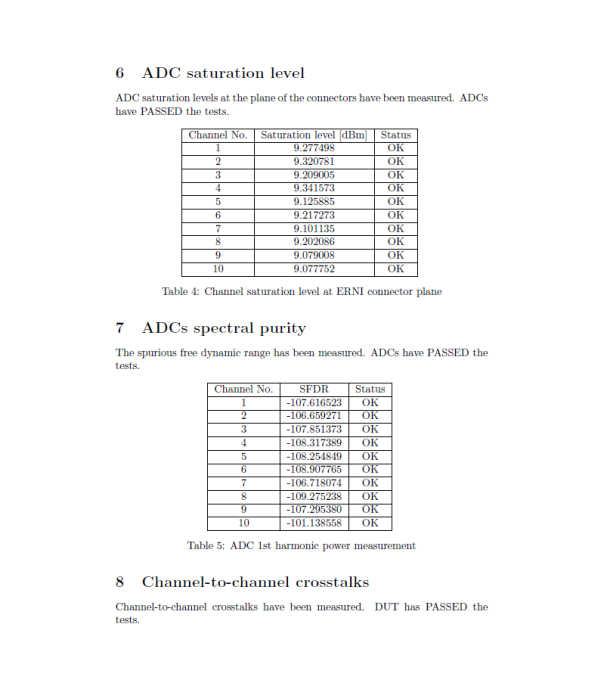 6 ADC saturation level
ADC saturation levels at the plane of the connectors have been measured. ADCs
have PASSED the tests.
Channel No. Saturation level [dBm] Status
1 9.277498 OK
2 9.320781 OK
3 9.209005 OK
4 9.341573 OK
5 9.125885 OK
6 9.217273 OK
7 9.101135 OK
8 9.202086 OK
9 9.079008 OK
10 9.077752 OK
Table 4: Channel saturation level at ERNI connector plane
7 ADCs spectral purity
The spurious free dynamic range has been measured. ADCs have PASSED the
tests.
Channel No. SFDR Status
1 -107.616523 OK
2 -106.659271 OK
3 -107.851373 OK
4 -108.317389 OK
5 -108.254849 OK
6 -108.907765 OK
7 -106.718074 OK
8 -109.275238 OK
9 -107.295380 OK
10 -101.138558 OK
Table 5: ADC 1st harmonic power measurement
8 Channel-to-channel crosstalks
Channel-to-channel crosstalks have been measured. DUT has PASSED the
tests.